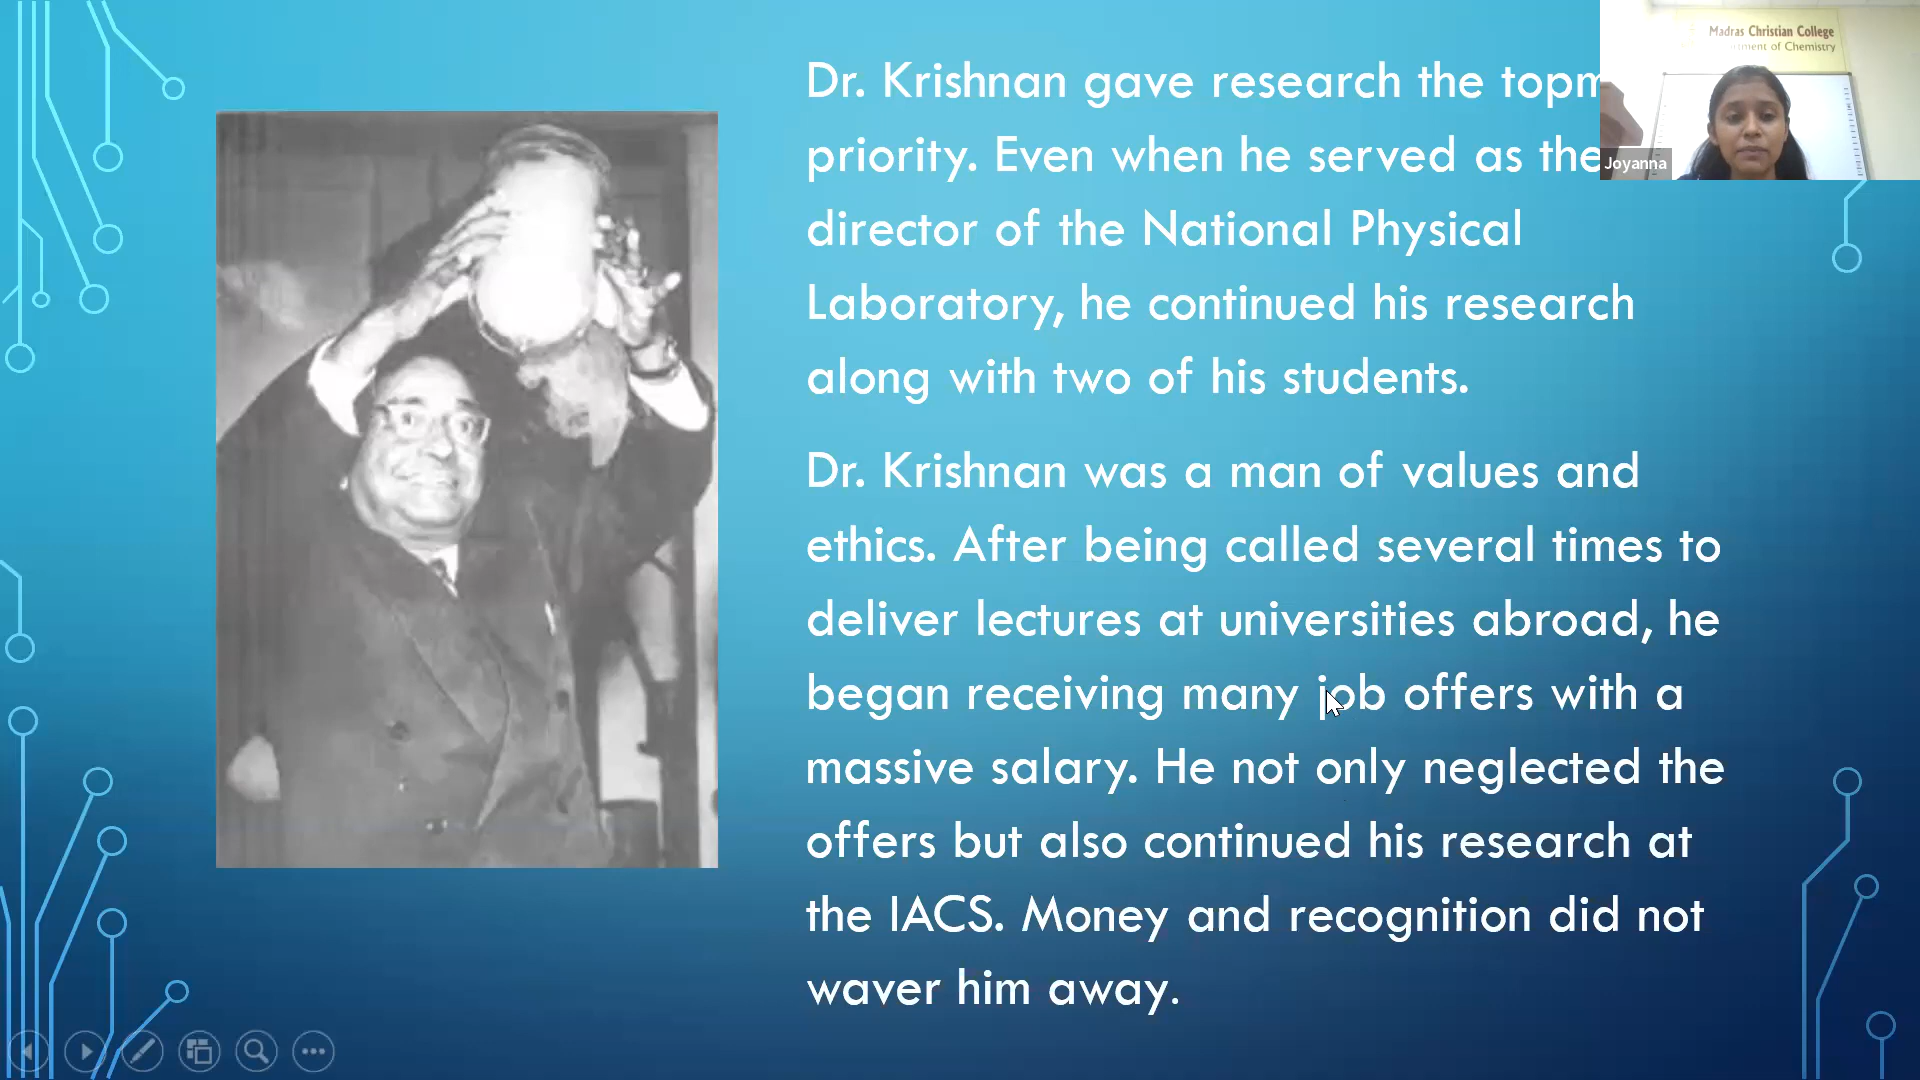 Dr. Krishnan gave research the topm
priority. Even when he served as the
director of the National Physical
Laboratory, he continued his research
along with two of his students.
Dr. Krishnan was a man of values and
ethics. After being called several times to
deliver lectures at universities abroad, he
began receiving many job offers with a
massive salary. He not only neglected the
offers but also continued his research at
the IACS. Money and recognition did not
waver him away.
Madras Christian College
of Chemistry
Joyanna